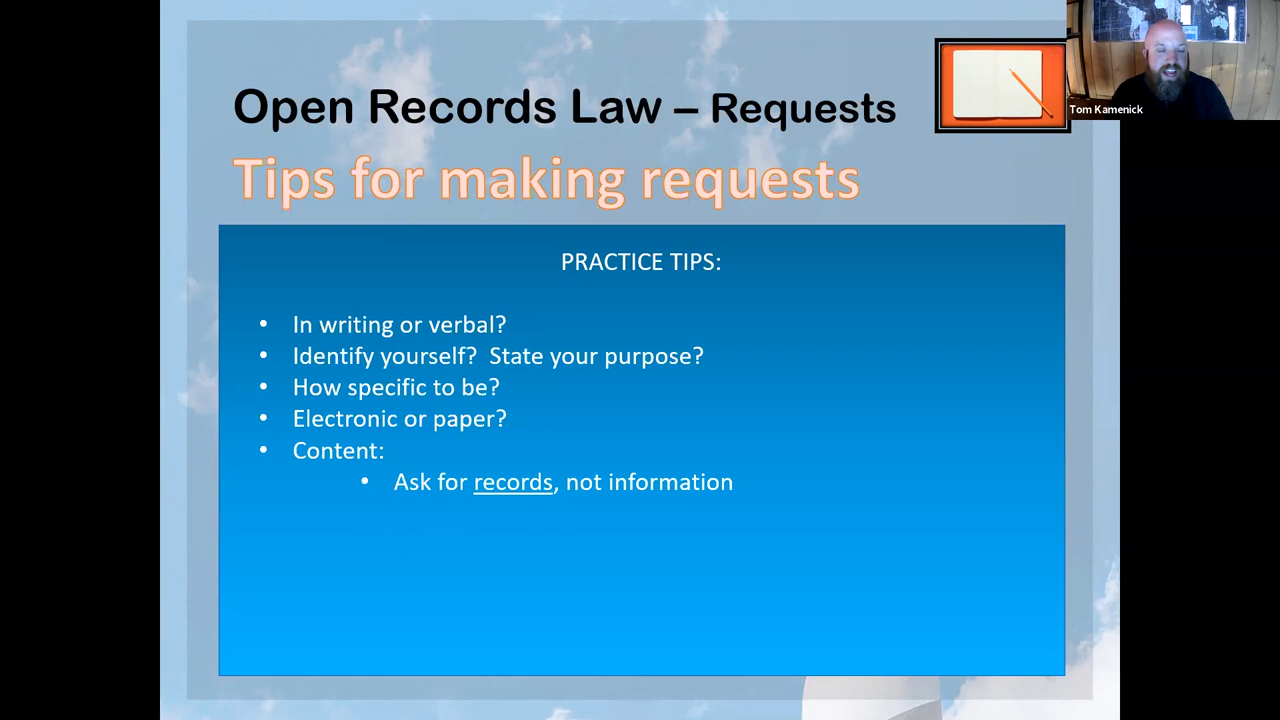 Open Records Law – Requests
Tom Kamenick
Tips for making requests
PRACTICE TIPS:
• In writing or verbal?
• Identify yourself?  State your purpose?
• How specific to be?
• Electronic or paper?
• Content:
• Ask for records, not information